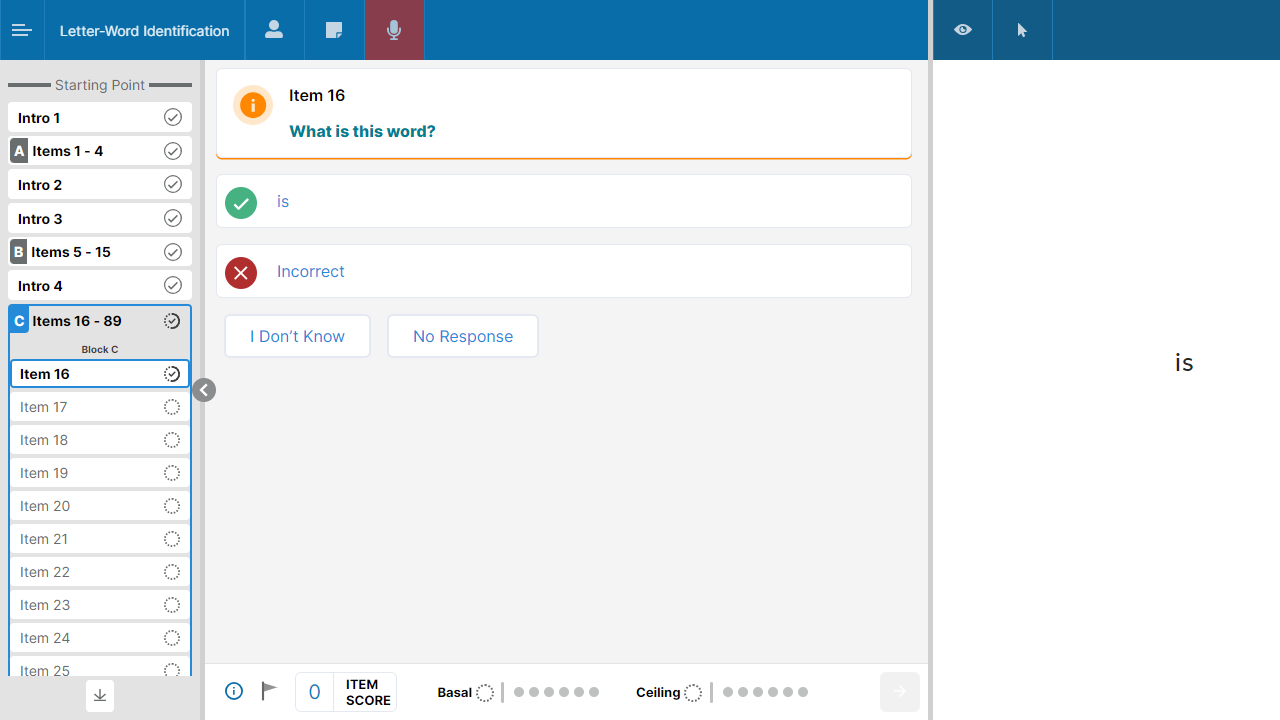 Letter-Word Identification
Starting Point
Intro 1
A Items 1 - 4
Intro 2
Intro 3
B Items 5 - 15
Intro 4
C Items 16 - 89
Block C
Item 16
Item 17
Item 18
Item 19
Item 20
Item 21
Item 22
Item 23
Item 24
Item 25
Item 16
What is this word?
is
Incorrect
I Don’t Know
No Response
0 ITEM
SCORE
Basal
Ceiling
is